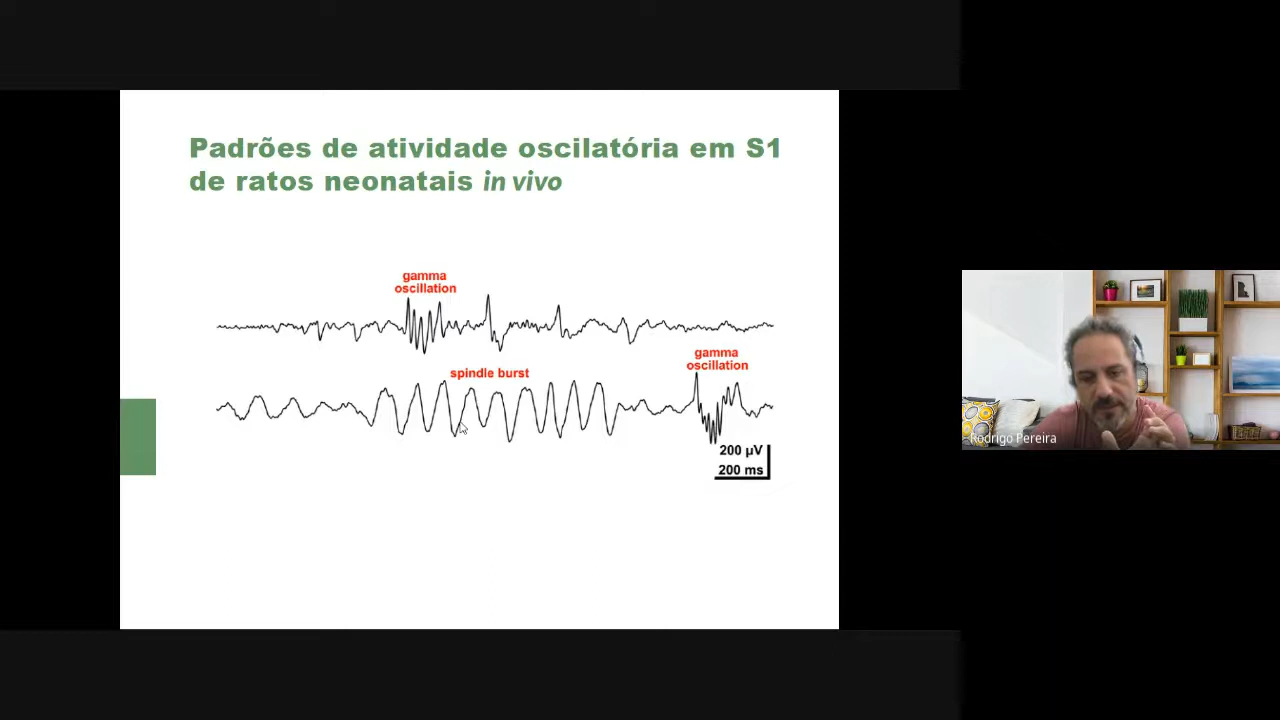 Padrões de atividade oscilatória em S1
de ratos neonatais in vivo
gamma
oscillation
spindle burst
gamma
oscillation
200 µV
200 ms
Rodrigo Pereira